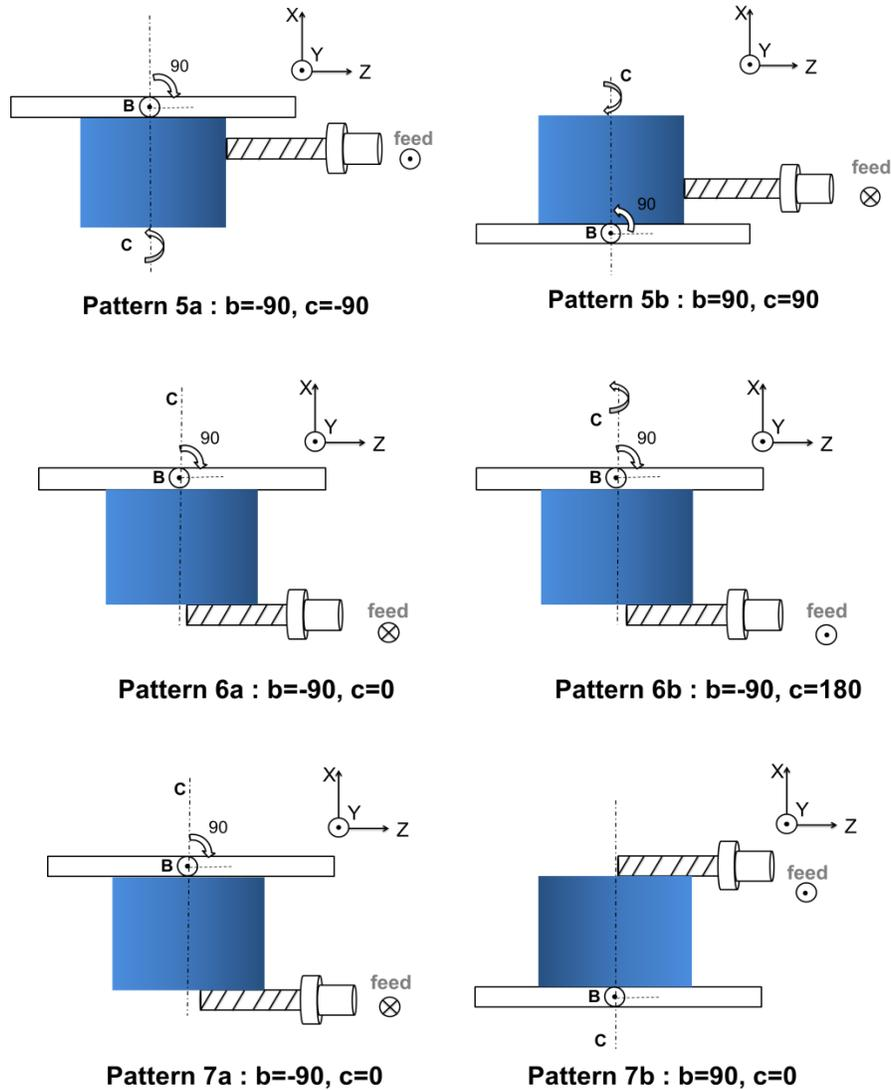 X
Y
Z
90
B
feed
C
Pattern 5a : b=-90, c=-90
X
Y
Z
C
feed
90
B
Pattern 5b : b=90, c=90
C
X
Y
Z
90
B
feed
Pattern 6a : b=-90, c=0
X
C
Y
Z
90
B
feed
Pattern 6b : b=-90, c=180
X
C
Y
Z
90
B
feed
Pattern 7a : b=-90, c=0
X
Y
Z
feed
B
C
Pattern 7b : b=90, c=0